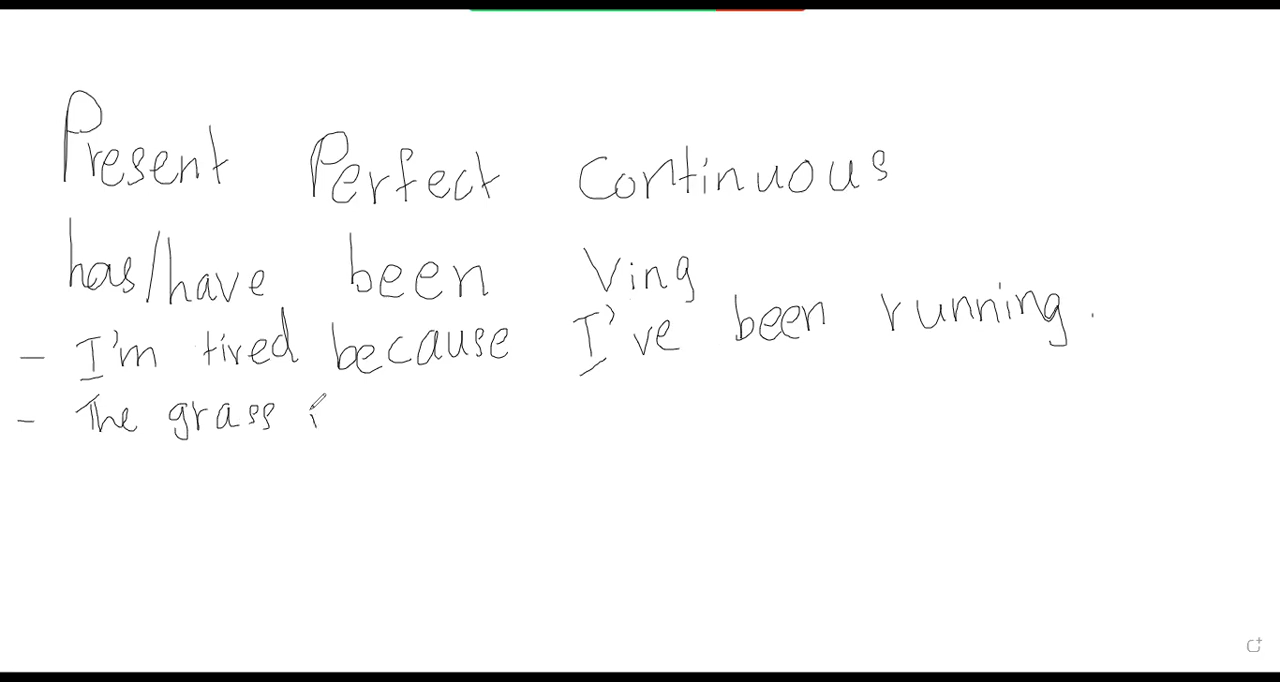 Present Perfect Continuous
has/have been Ving
- I'm tired because I've been running.
- The grass i